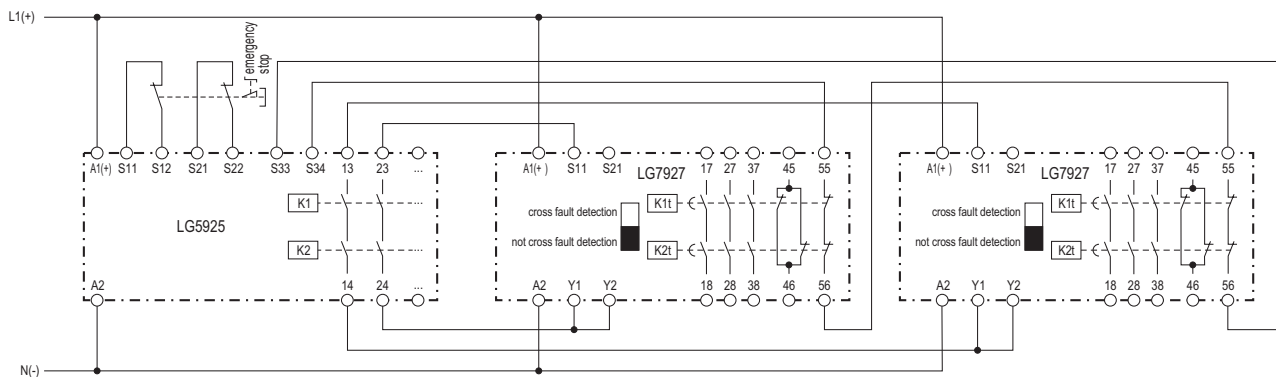 L1(+)
emergency
stop
A1(+) S11 S12 S21 S22 S33 S34 13 23 ...
A1(+ ) S11 S21 17 27 37 45 55
A1(+ ) S11 S21 17 27 37 45 55
LG7927
LG7927
K1 ...
cross fault detection K1t
cross fault detection K1t
LG5925
K2 ...
not cross fault detection K2t
not cross fault detection K2t
A2 14 24 ...
A2 Y1 Y2 18 28 38 46 56
A2 Y1 Y2 18 28 38 46 56
N(-)